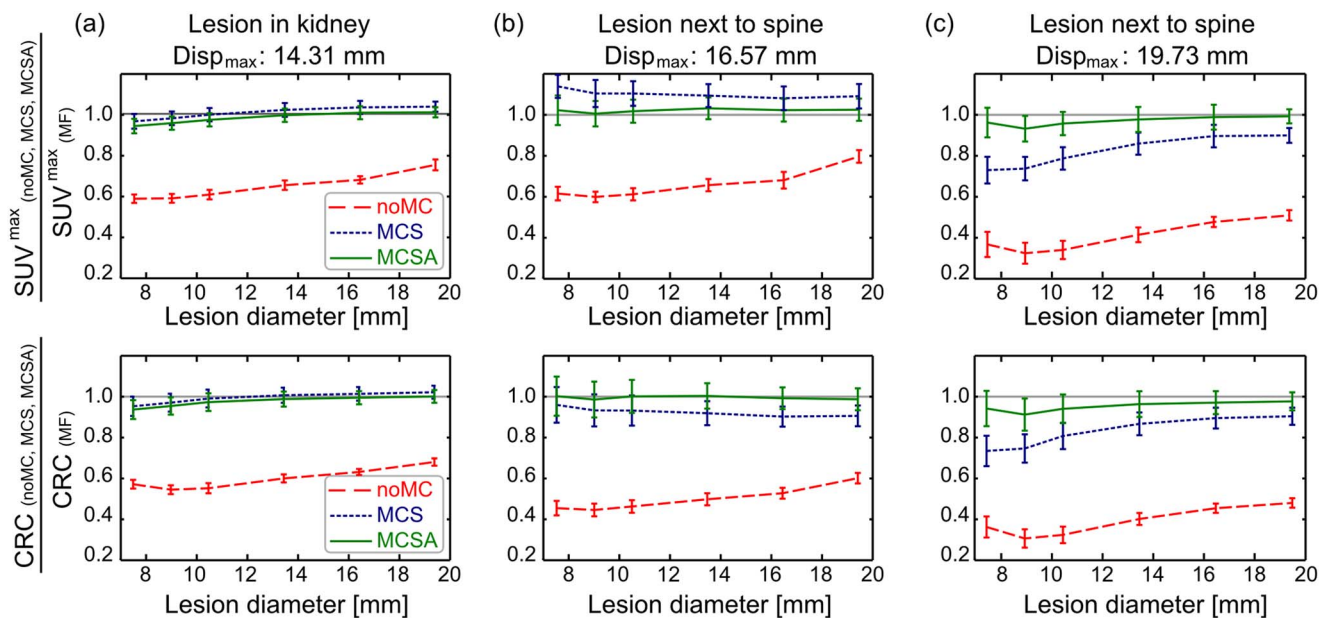 (a) Lesion in kidney
Disp max : 14.31 mm
(b) Lesion next to spine
Disp max : 16.57 mm
(c) Lesion next to spine
Disp max : 19.73 mm
SUV max (noMC, MCS, MCSA)
SUV max (MF)
1.0
0.8
0.6
0.4
0.2
noMC
MCS
MCSA
8 10 12 14 16 18 20
Lesion diameter [mm]
1.0
0.8
0.6
0.4
0.2
8 10 12 14 16 18 20
Lesion diameter [mm]
1.0
0.8
0.6
0.4
0.2
8 10 12 14 16 18 20
Lesion diameter [mm]
CRC (noMC, MCS, MCSA)
CRC (MF)
1.0
0.8
0.6
0.4
0.2
noMC
MCS
MCSA
8 10 12 14 16 18 20
Lesion diameter [mm]
1.0
0.8
0.6
0.4
0.2
8 10 12 14 16 18 20
Lesion diameter [mm]
1.0
0.8
0.6
0.4
0.2
8 10 12 14 16 18 20
Lesion diameter [mm]